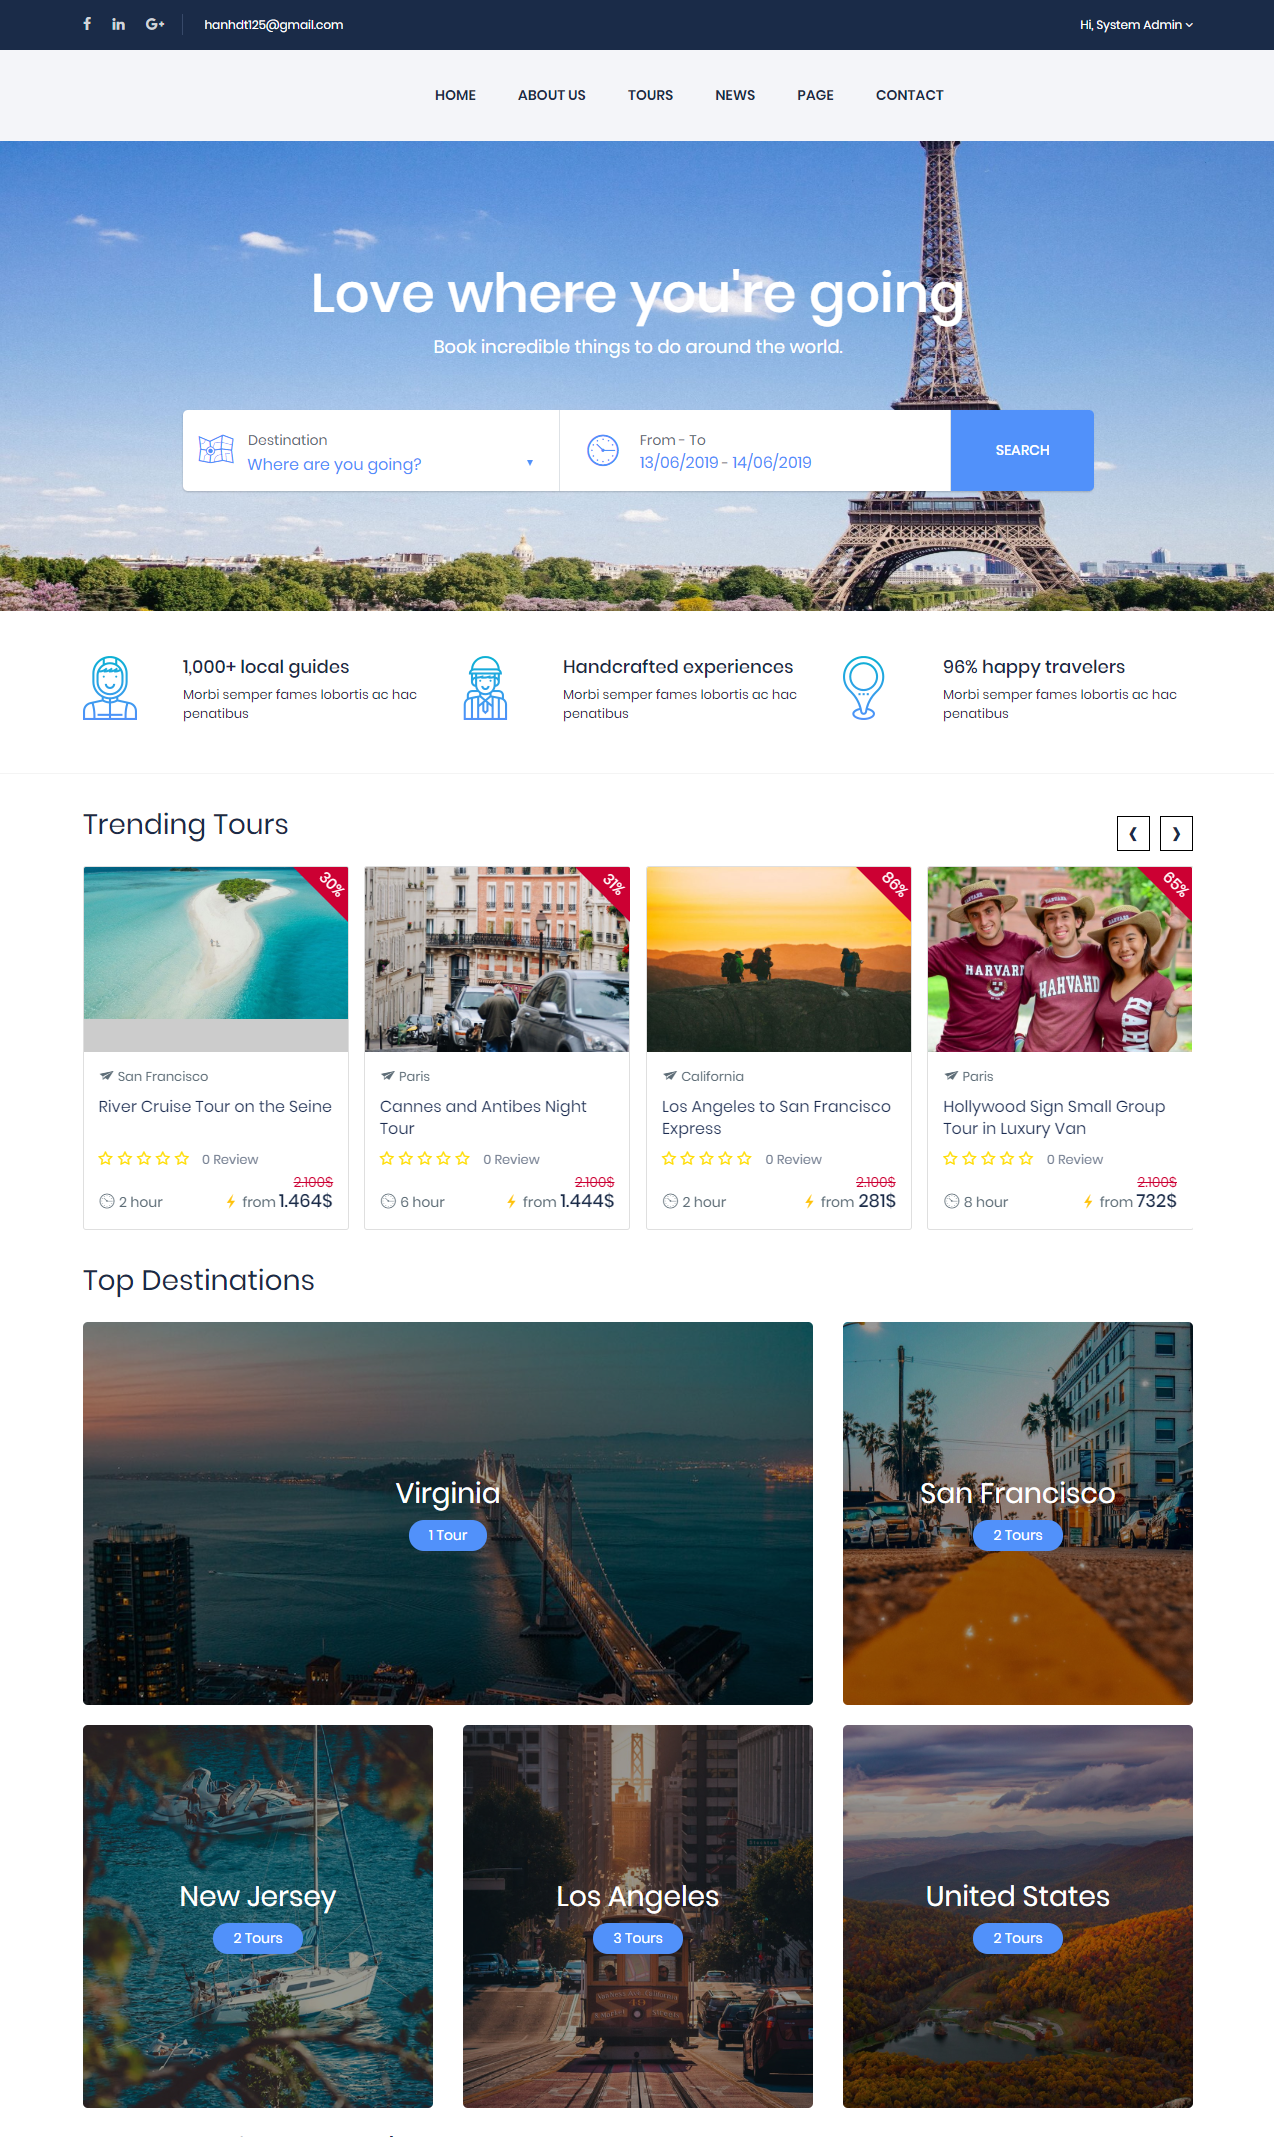 hanhdt125@gmail.com
Hi, System Admin
HOME ABOUT US TOURS NEWS PAGE CONTACT
Love where you're going
Book incredible things to do around the world.
Destination
Where are you going?
From - To
13/06/2019 - 14/06/2019
SEARCH
1,000+ local guides
Morbi semper fames lobortis ac hac
penatibus
Handcrafted experiences
Morbi semper fames lobortis ac hac
penatibus
96% happy travelers
Morbi semper fames lobortis ac hac
penatibus
Trending Tours
30%
San Francisco
River Cruise Tour on the Seine
0 Review
2.100$
2 hour
from 1.464$
31%
Paris
Cannes and Antibes Night
Tour
0 Review
2.100$
6 hour
from 1.444$
86%
California
Los Angeles to San Francisco
Express
0 Review
2.100$
2 hour
from 281$
65%
HARVARD
HAHVAHD
HARV
Paris
Hollywood Sign Small Group
Tour in Luxury Van
0 Review
2.100$
8 hour
from 732$
Top Destinations
Virginia
1 Tour
San Francisco
2 Tours
New Jersey
2 Tours
Los Angeles
3 Tours
United States
2 Tours